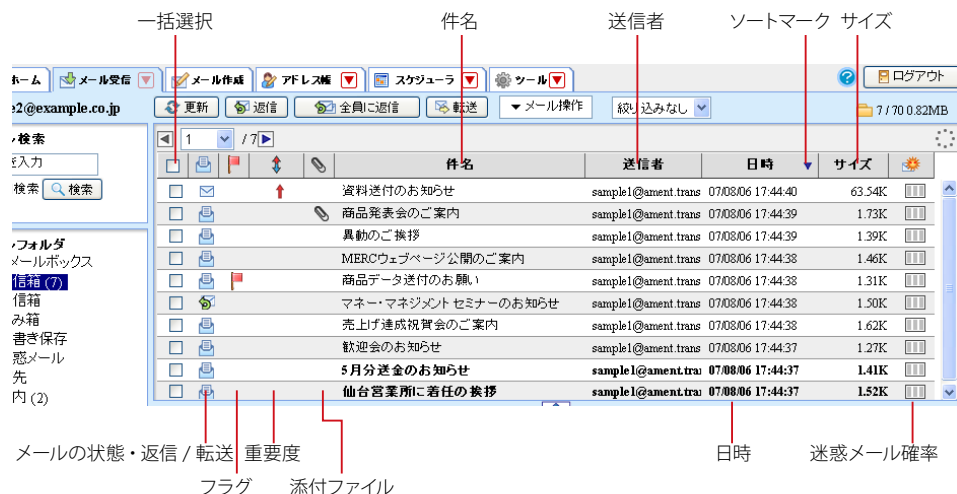 一括選択 件名 送信者 ソートマーク サイズ
ホーム メール受信 メール作成 アドレス帳 スケジューラ ツール ? ログアウト
e2@example.co.jp 更新 返信 全員に返信 転送 ▼メール操作 絞り込みなし 7 / 70 0.82MB
検索 1 / 7
件名 送信者 日時 サイズ
を入力
検索 検索
資料送付のお知らせ sample1@ament.trans 07/08/06 17:44:40 63.54K
商品発表会のご案内 sample1@ament.trans 07/08/06 17:44:39 1.73K
異動のご挨拶 sample1@ament.trans 07/08/06 17:44:39 1.39K
MERCウェブページ公開のご案内 sample1@ament.trans 07/08/06 17:44:38 1.46K
商品データ送付のお願い sample1@ament.trans 07/08/06 17:44:38 1.31K
マネー・マネジメントセミナーのお知らせ sample1@ament.trans 07/08/06 17:44:38 1.50K
売上げ達成祝賀会のご案内 sample1@ament.trans 07/08/06 17:44:38 1.62K
歓迎会のお知らせ sample1@ament.trans 07/08/06 17:44:37 1.27K
5月分送金のお知らせ sample1@ament.tra 07/08/06 17:44:37 1.41K
仙台営業所に着任の挨拶 sample1@ament.tra 07/08/06 17:44:37 1.52K
ルフォルダ
メールボックス
信箱 (7)
信箱
み箱
書き保存
惑メール
先
内 (2)
メールの状態・返信 / 転送 重要度 日時 迷惑メール確率
フラグ 添付ファイル